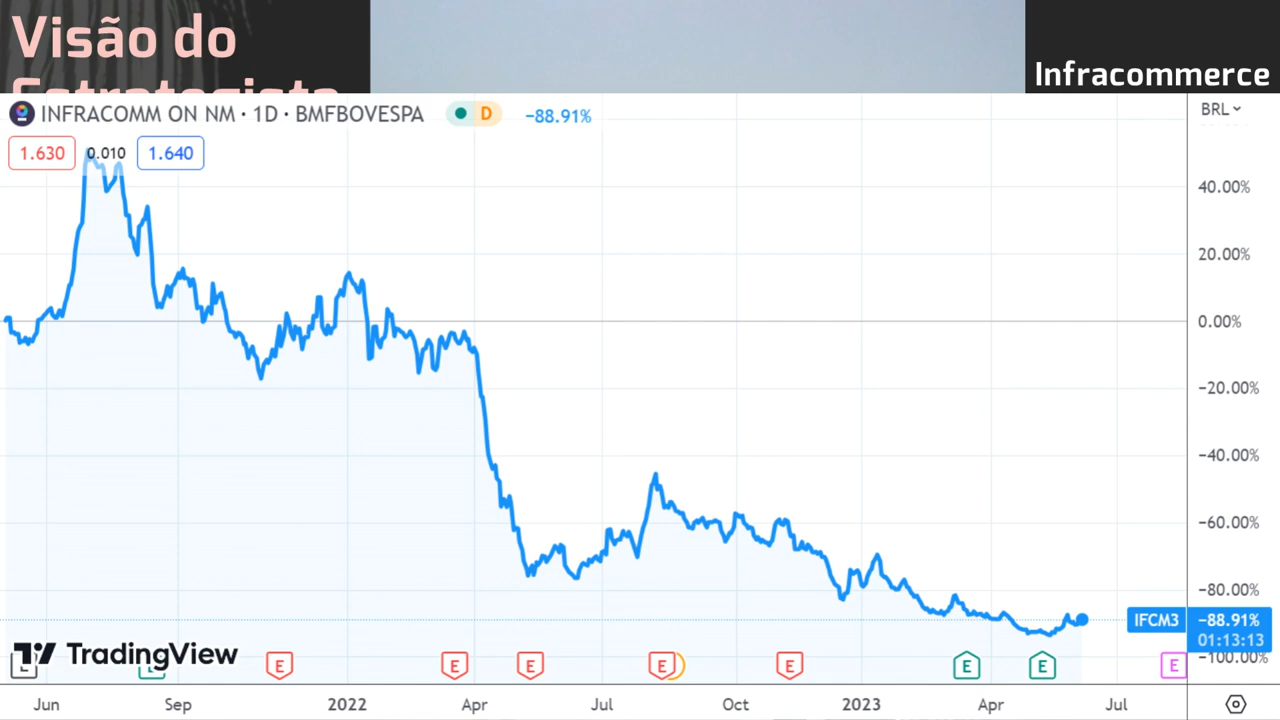 Visão do
Estrategista
Infracommerce
INFRACOMM ON NM · 1D · BMFBOVESPA
D
−88.91%
BRL
1.630
0.010
1.640
40.00%
20.00%
0.00%
−20.00%
−40.00%
−60.00%
−80.00%
IFCM3
−88.91%
01:13:13
−100.00%
TradingView
E
E
E
E
E
E
E
E
Jun
Sep
2022
Apr
Jul
Oct
2023
Apr
Jul